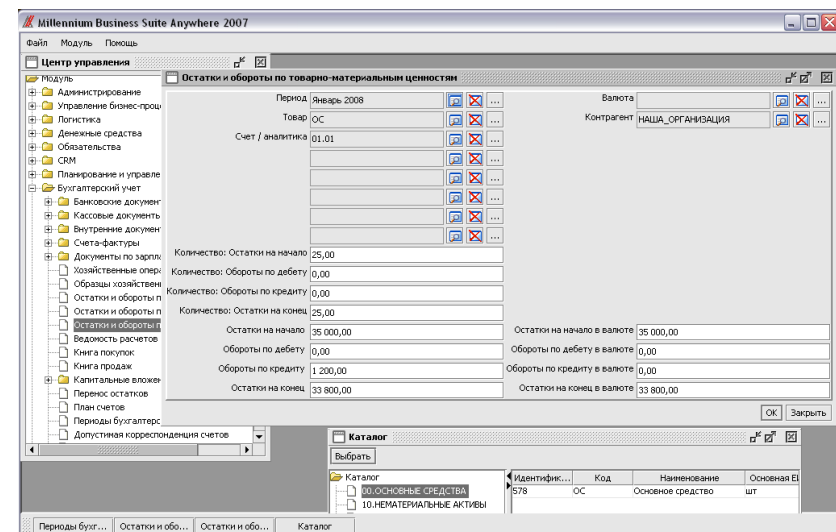 Millennium Business Suite Anywhere 2007
Файл Модуль Помощь
Центр управления
Модуль
Администрирование
Управление бизнес-проц
Логистика
Денежные средства
Обязательства
CRM
Планирование и управле
Бухгалтерский учет
Банковские докумен
Кассовые документь
Внутренние докумен
Счета-фактуры
Документы по зарпл
Хозяйственные опера
Образцы хозяйствен
Остатки и обороты п
Остатки и обороты п
Остатки и обороты п
Ведомость расчетов
Книга покупок
Книга продаж
Капитальные вложен
Перенос остатков
План счетов
Периоды бухгалтерс
Допустимая корреспонденция счетов
Остатки и обороты по товарно-материальным ценностям
Период Январь 2008 ... Валюта ...
Товар ОС ... Контрагент НАША_ОРГАНИЗАЦИЯ ...
Счет / аналитика 01.01 ...
...
...
...
...
...
Количество: Остатки на начало 25,00
Количество: Обороты по дебету 0,00
Количество: Обороты по кредиту 0,00
Количество: Остатки на конец 25,00
Остатки на начало 35 000,00 Остатки на начало в валюте 35 000,00
Обороты по дебету 0,00 Обороты по дебету в валюте 0,00
Обороты по кредиту 1 200,00 Обороты по кредиту в валюте 0,00
Остатки на конец 33 800,00 Остатки на конец в валюте 33 800,00
OK Закрыть
Каталог
Выбрать
Каталог
00.ОСНОВНЫЕ СРЕДСТВА
10.НЕМАТЕРИАЛЬНЫЕ АКТИВЫ
Идентифик... Код Наименование Основная Е
578 ОС Основное средство шт
Периоды бухг... Остатки и обо... Остатки и обо... Каталог